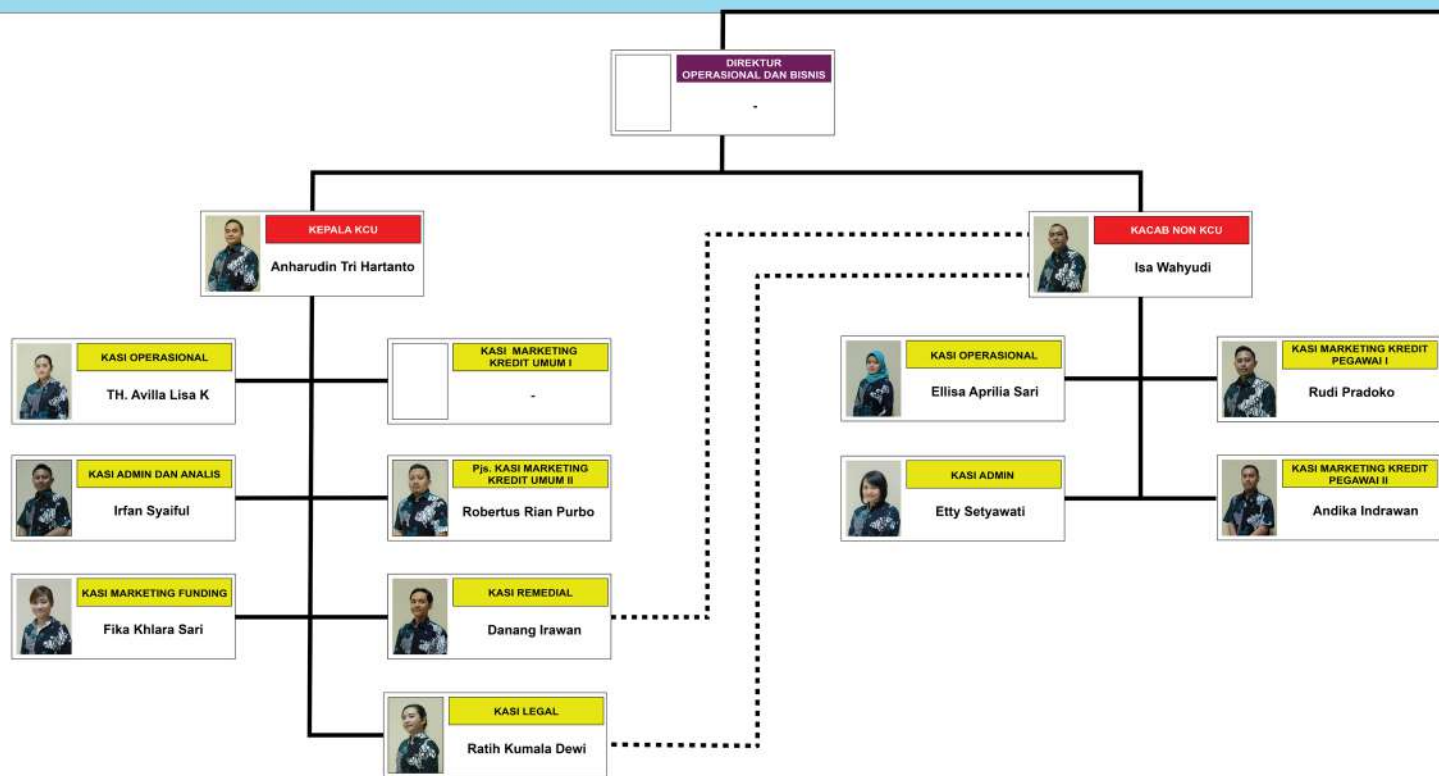 DIREKTUR
OPERASIONAL DAN BISNIS
-
KEPALA KCU
Anharudin Tri Hartanto
KACAB NON KCU
Isa Wahyudi
KASI OPERASIONAL
TH. Avilla Lisa K
KASI MARKETING
KREDIT UMUM I
-
KASI ADMIN DAN ANALIS
Irfan Syaiful
Pjs. KASI MARKETING
KREDIT UMUM II
Robertus Rian Purbo
KASI MARKETING FUNDING
Fika Khlara Sari
KASI REMEDIAL
Danang Irawan
KASI LEGAL
Ratih Kumala Dewi
KASI OPERASIONAL
Ellisa Aprilia Sari
KASI MARKETING KREDIT
PEGAWAI I
Rudi Pradoko
KASI ADMIN
Etty Setyawati
KASI MARKETING KREDIT
PEGAWAI II
Andika Indrawan